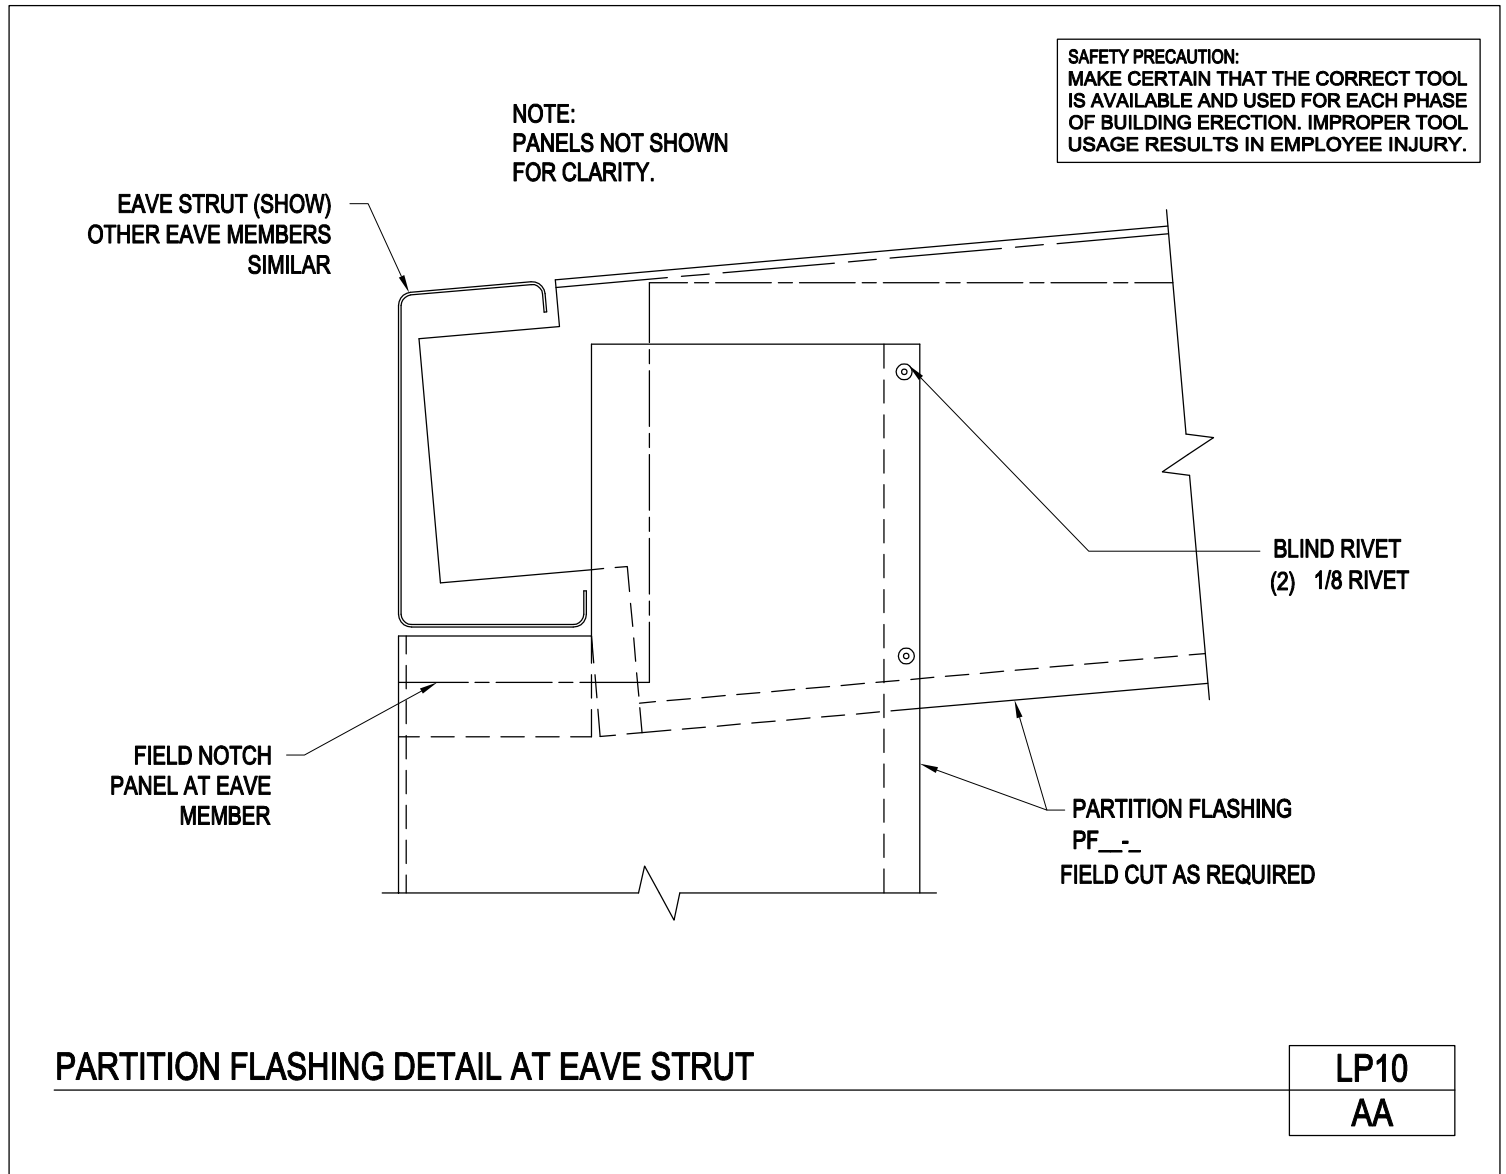 SAFETY PRECAUTION:
MAKE CERTAIN THAT THE CORRECT TOOL
IS AVAILABLE AND USED FOR EACH PHASE
OF BUILDING ERECTION. IMPROPER TOOL
USAGE RESULTS IN EMPLOYEE INJURY.
NOTE:
PANELS NOT SHOWN
FOR CLARITY.
EAVE STRUT (SHOW)
OTHER EAVE MEMBERS
SIMILAR
BLIND RIVET
(2) 1/8 RIVET
FIELD NOTCH
PANEL AT EAVE
MEMBER
PARTITION FLASHING
PF__-_
FIELD CUT AS REQUIRED
PARTITION FLASHING DETAIL AT EAVE STRUT
LP10
AA